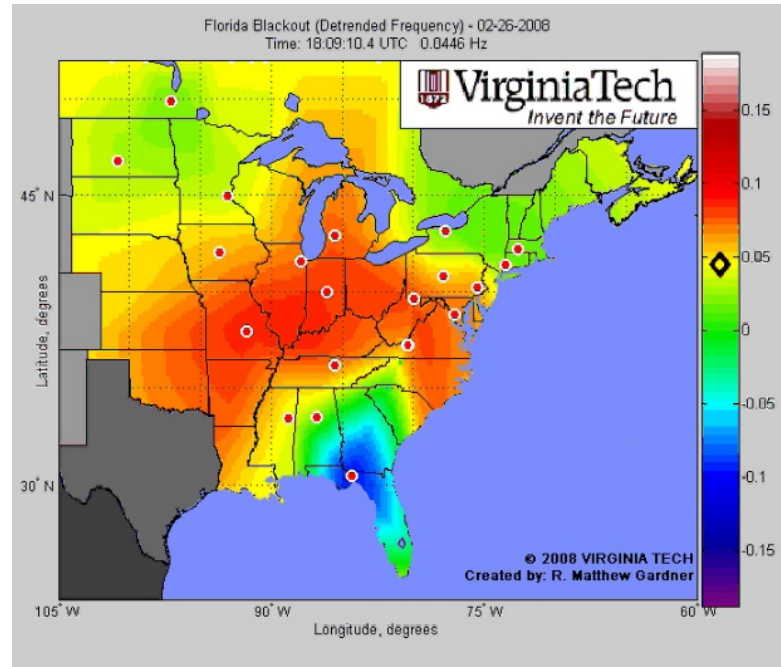 Florida Blackout (Detrended Frequency) - 02-26-2008
Time: 18:09:10.4 UTC  0.0446 Hz
1872
VirginiaTech
Invent the Future
0.15
0.1
0.05
0
-0.05
-0.1
-0.15
45° N
30° N
Latitude, degrees
© 2008 VIRGINIA TECH
Created by: R. Matthew Gardner
105° W
90° W
75° W
60° W
Longitude, degrees